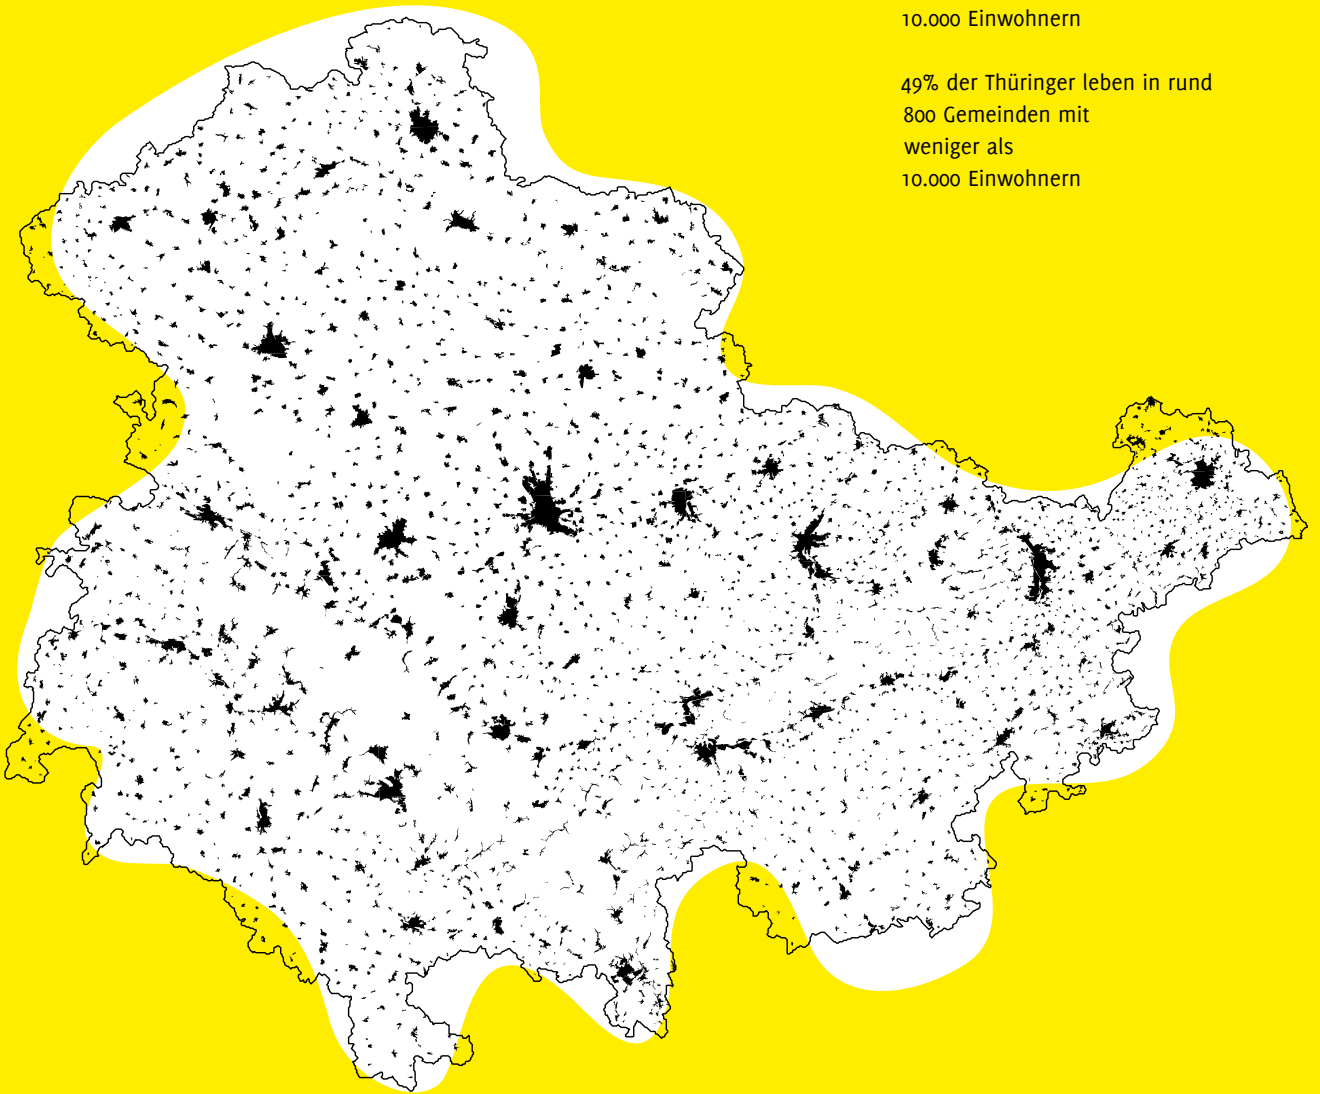 10.000 Einwohnern
49% der Thüringer leben in rund
800 Gemeinden mit
weniger als
10.000 Einwohnern